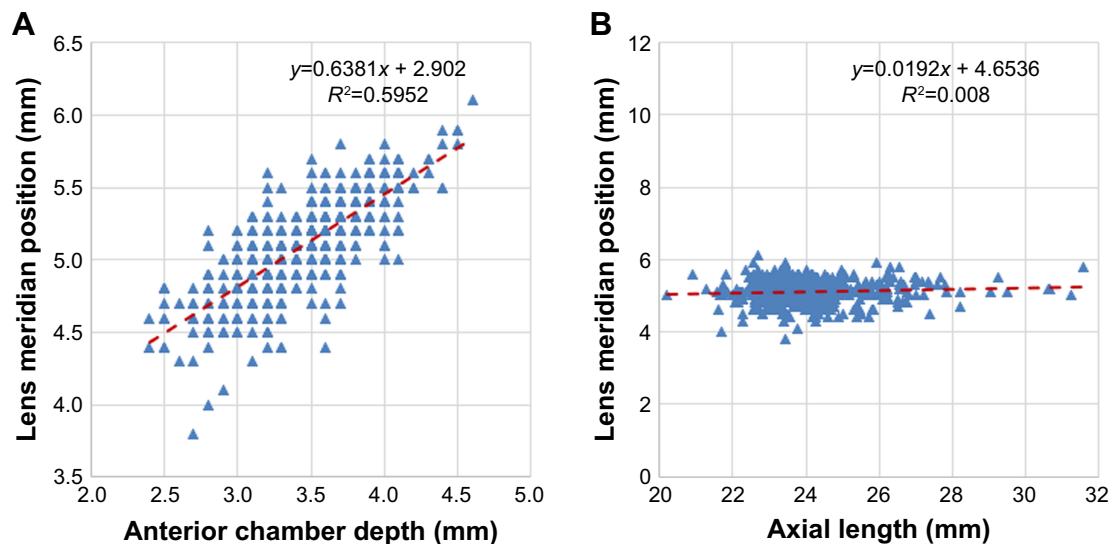 A
Lens meridian position (mm)
6.5
6.0
5.5
5.0
4.5
4.0
3.5
y=0.6381x + 2.902
R²=0.5952
2.0 2.5 3.0 3.5 4.0 4.5 5.0
Anterior chamber depth (mm)
B
Lens meridian position (mm)
12
10
8
6
4
2
0
y=0.0192x + 4.6536
R²=0.008
20 22 24 26 28 30 32
Axial length (mm)